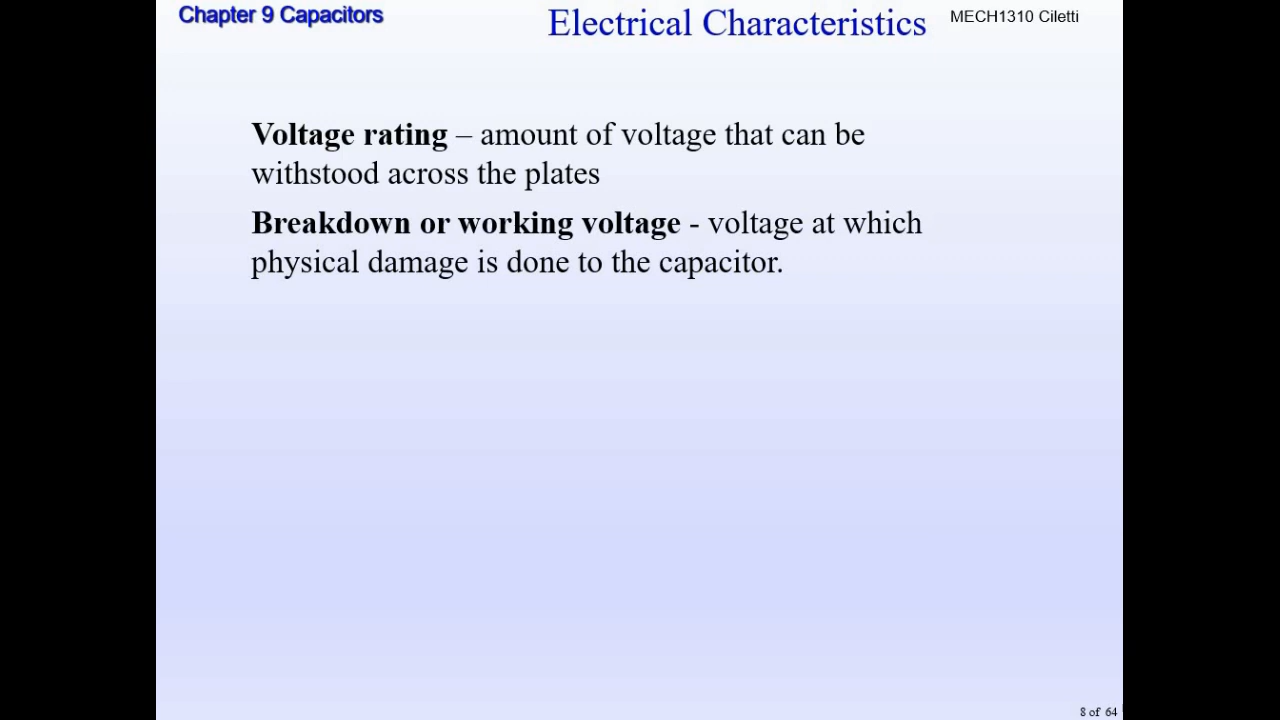 Chapter 9 Capacitors
Electrical Characteristics
MECH1310 Ciletti
Voltage rating – amount of voltage that can be
withstood across the plates
Breakdown or working voltage - voltage at which
physical damage is done to the capacitor.
8 of 64